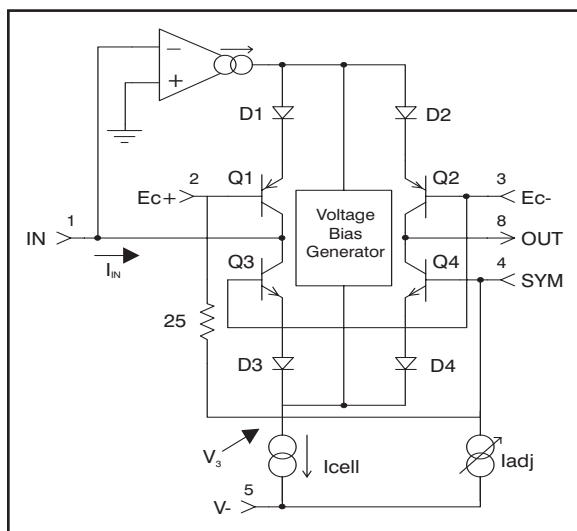 −
+
D1
D2
2
Q1
Q2
3
Ec+
Ec-
1
IN
Voltage
Bias
Generator
8
OUT
I IN
Q3
Q4
4
SYM
25
D3
D4
V3
Icell
Iadj
5
V-